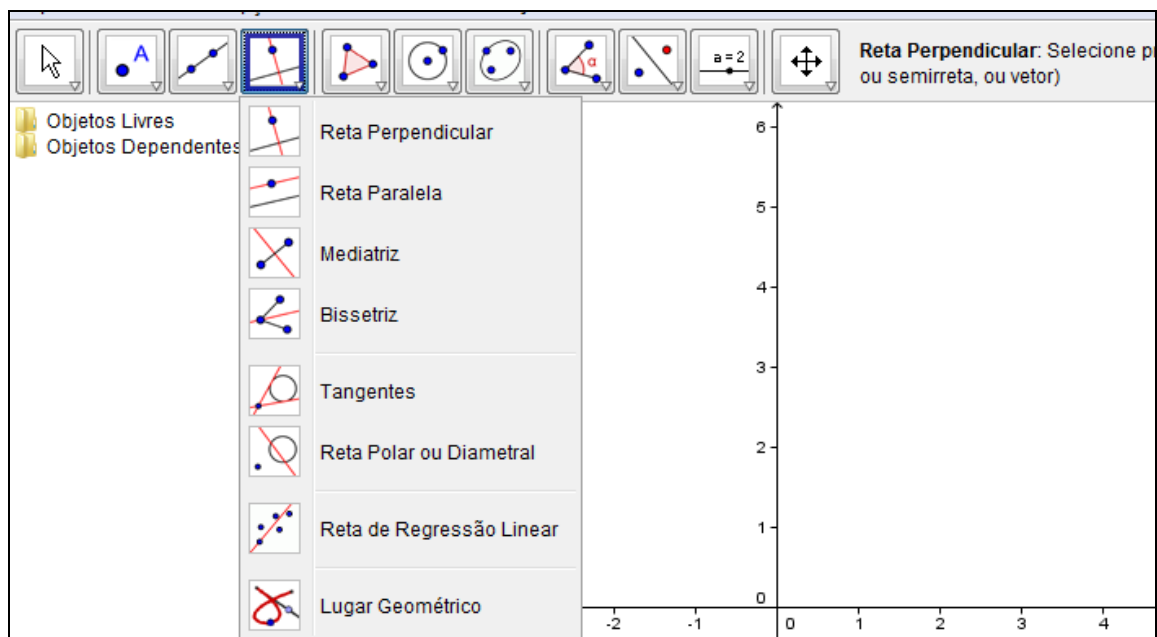 A
α
a = 2
Reta Perpendicular: Selecione pr
ou semirreta, ou vetor)
Objetos Livres
Objetos Dependentes
Reta Perpendicular
Reta Paralela
Mediatriz
Bissetriz
Tangentes
Reta Polar ou Diametral
Reta de Regressão Linear
Lugar Geométrico
6
5
4
3
2
1
0
-2 -1 0 1 2 3 4